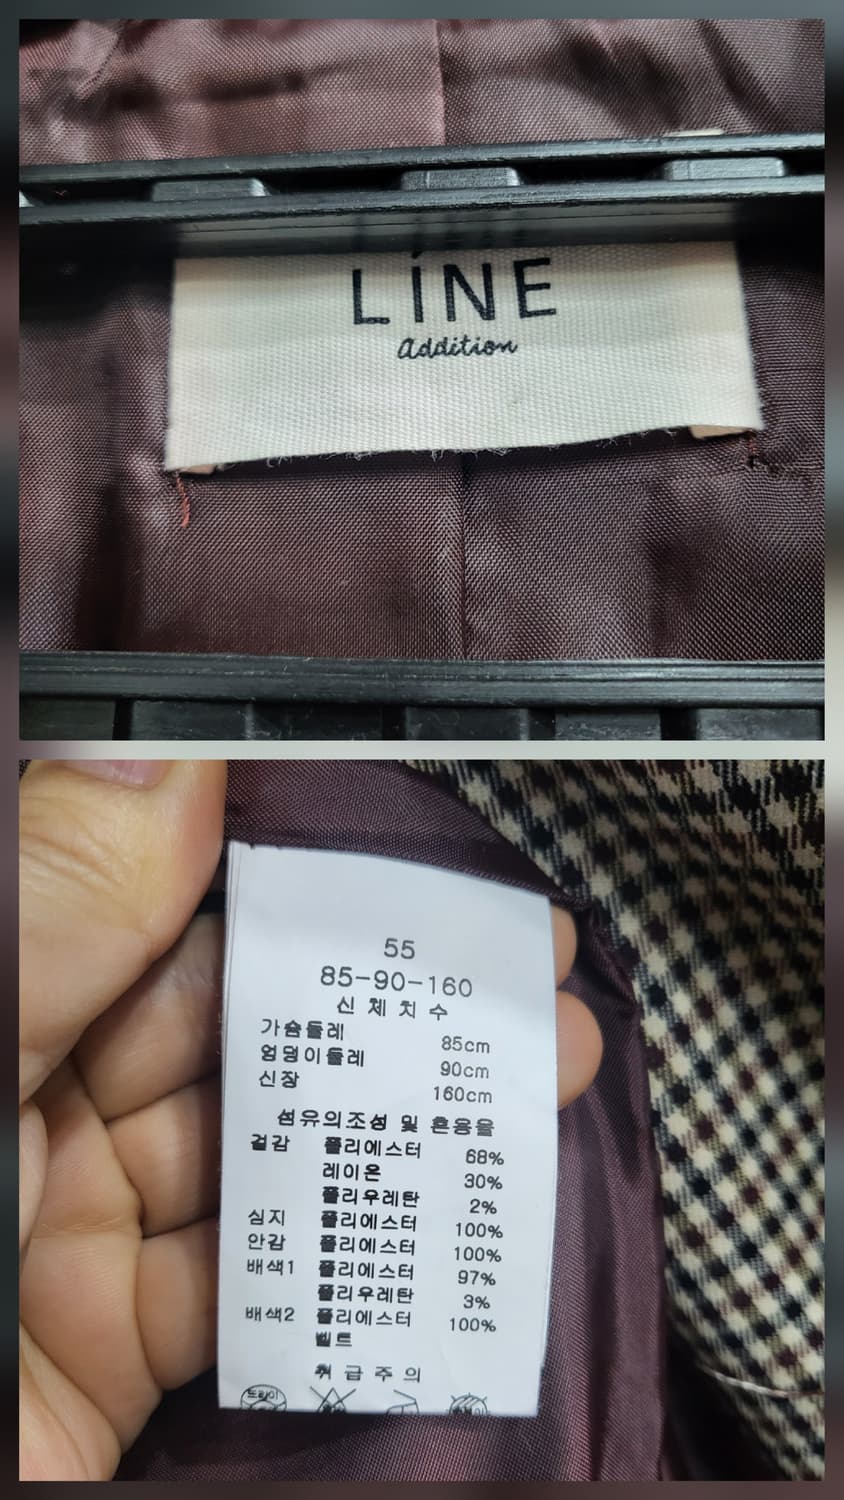 LÍNE
Addition
55
85-90-160
신체치수
가슴둘레 85cm
엉덩이둘레 90cm
신장 160cm
섬유의조성 및 혼용율
겉감 폴리에스터 68%
레이온 30%
폴리우레탄 2%
심지 폴리에스터 100%
안감 폴리에스터 100%
배색1 폴리에스터 97%
폴리우레탄 3%
배색2 폴리에스터 100%
벨트
취급주의
드라이